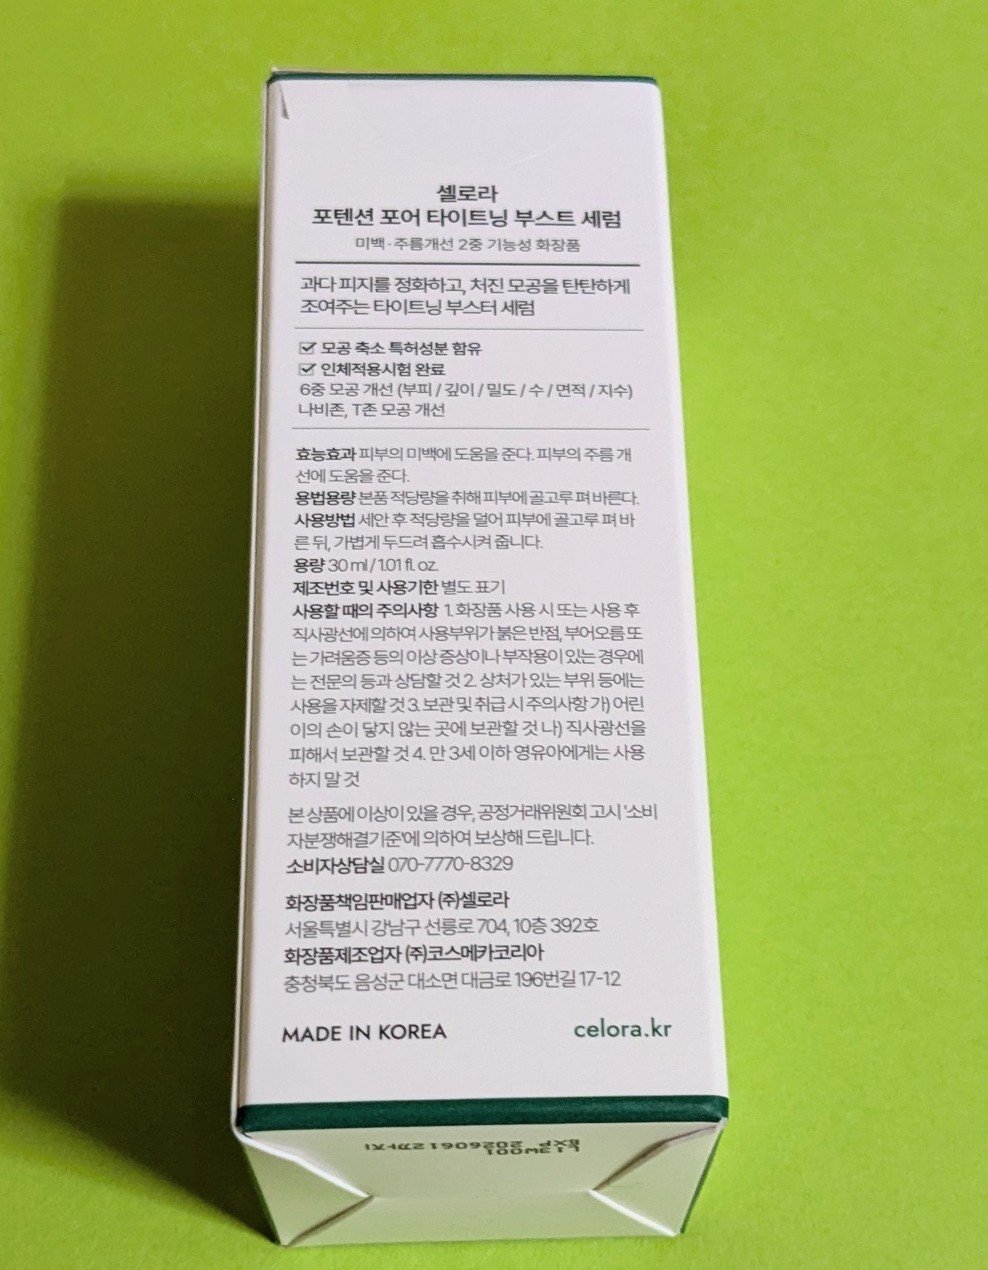 셀로라
포텐션 포어 타이트닝 부스트 세럼
미백·주름개선 2중 기능성 화장품
과다 피지를 정화하고, 처진 모공을 탄탄하게
조여주는 타이트닝 부스터 세럼
☑ 모공 축소 특허성분 함유
☑ 인체적용시험 완료
6중 모공 개선 (부피 / 깊이 / 밀도 / 수 / 면적 / 지수)
나비존, T존 모공 개선
효능효과 피부의 미백에 도움을 준다. 피부의 주름 개
선에 도움을 준다.
용법용량 본품 적당량을 취해 피부에 골고루 펴 바른다.
사용방법 세안 후 적당량을 덜어 피부에 골고루 펴 바
른 뒤, 가볍게 두드려 흡수시켜 줍니다.
용량 30 ml / 1.01 fl. oz.
제조번호 및 사용기한 별도 표기
사용할 때의 주의사항 1. 화장품 사용 시 또는 사용 후
직사광선에 의하여 사용부위가 붉은 반점, 부어오름 또
는 가려움증 등의 이상 증상이나 부작용이 있는 경우에
는 전문의 등과 상담할 것 2. 상처가 있는 부위 등에는
사용을 자제할 것 3. 보관 및 취급 시 주의사항 가) 어린
이의 손이 닿지 않는 곳에 보관할 것 나) 직사광선을
피해서 보관할 것 4. 만 3세 이하 영유아에게는 사용
하지 말 것
본 상품에 이상이 있을 경우, 공정거래위원회 고시 '소비
자분쟁해결기준'에 의하여 보상해 드립니다.
소비자상담실 070-7770-8329
화장품책임판매업자 (주)셀로라
서울특별시 강남구 선릉로 704, 10층 392호
화장품제조업자 (주)코스메카코리아
충청북도 음성군 대소면 대금로 196번길 17-12
MADE IN KOREA
celora.kr
L13W001
EXP 20260612까지